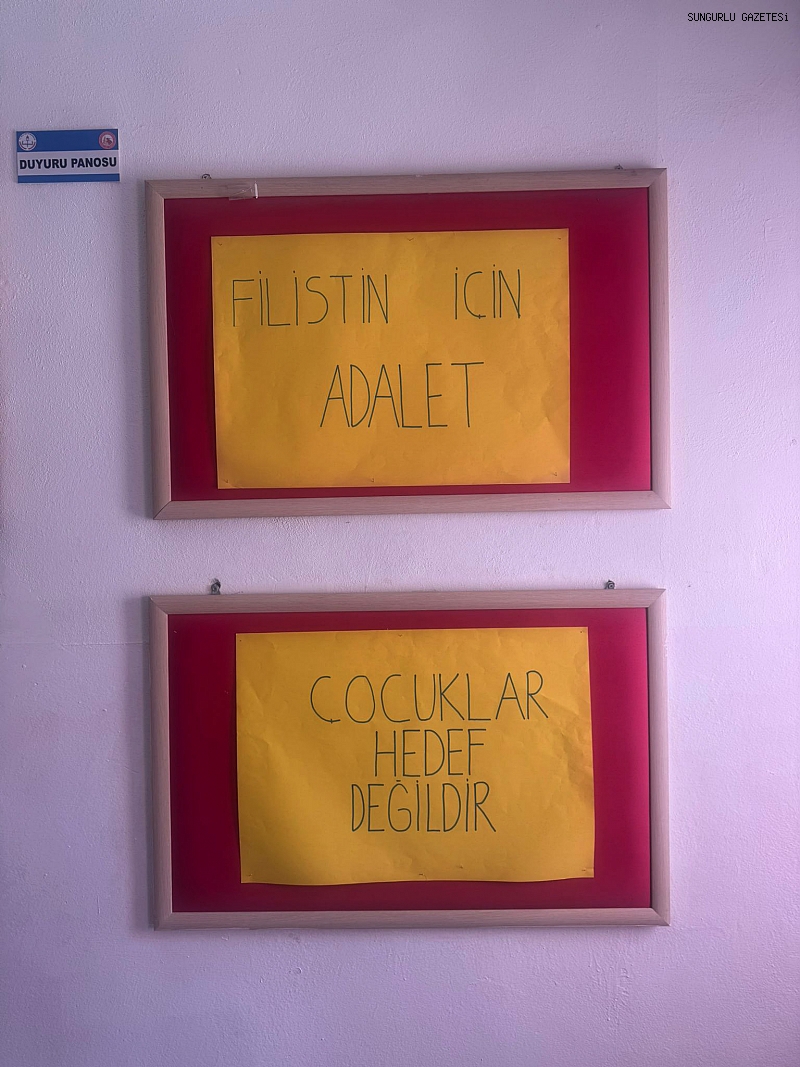 SUNGURLU GAZETESi
DUYURU PANOSU
FİLİSTİN İÇİN
ADALET
ÇOCUKLAR
HEDEF
DEĞİLDİR